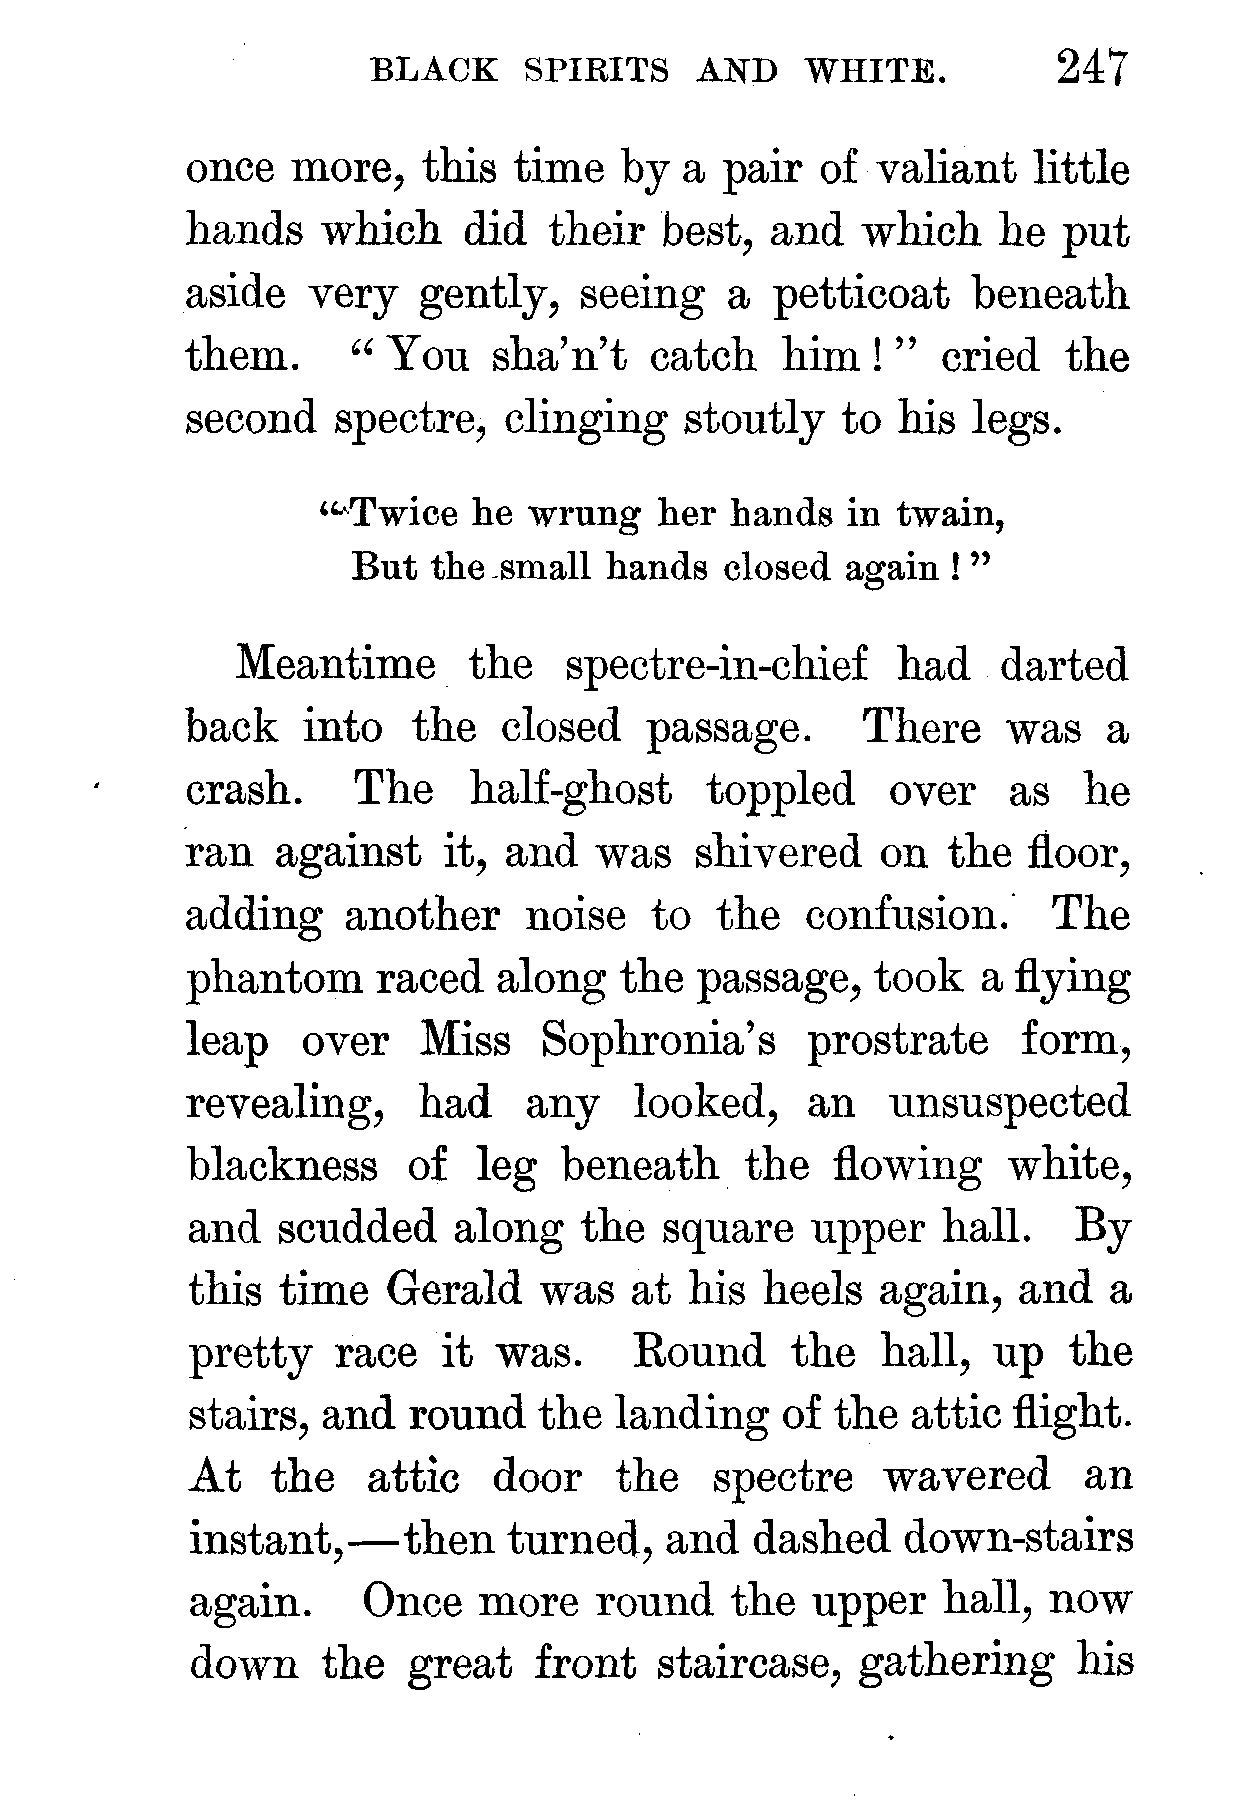 BLACK SPIRITS AND WHITE. 247
once more, this time by a pair of valiant little
hands which did their best, and which he put
aside very gently, seeing a petticoat beneath
them. “ You sha’n’t catch him ! ” cried the
second spectre, clinging stoutly to his legs.
“Twice he wrung her hands in twain,
But the small hands closed again ! ”
Meantime the spectre-in-chief had darted
back into the closed passage. There was a
crash. The half-ghost toppled over as he
ran against it, and was shivered on the floor,
adding another noise to the confusion. The
phantom raced along the passage, took a flying
leap over Miss Sophronia’s prostrate form,
revealing, had any looked, an unsuspected
blackness of leg beneath the flowing white,
and scudded along the square upper hall. By
this time Gerald was at his heels again, and a
pretty race it was. Round the hall, up the
stairs, and round the landing of the attic flight.
At the attic door the spectre wavered an
instant,—then turned, and dashed down-stairs
again. Once more round the upper hall, now
down the great front staircase, gathering his